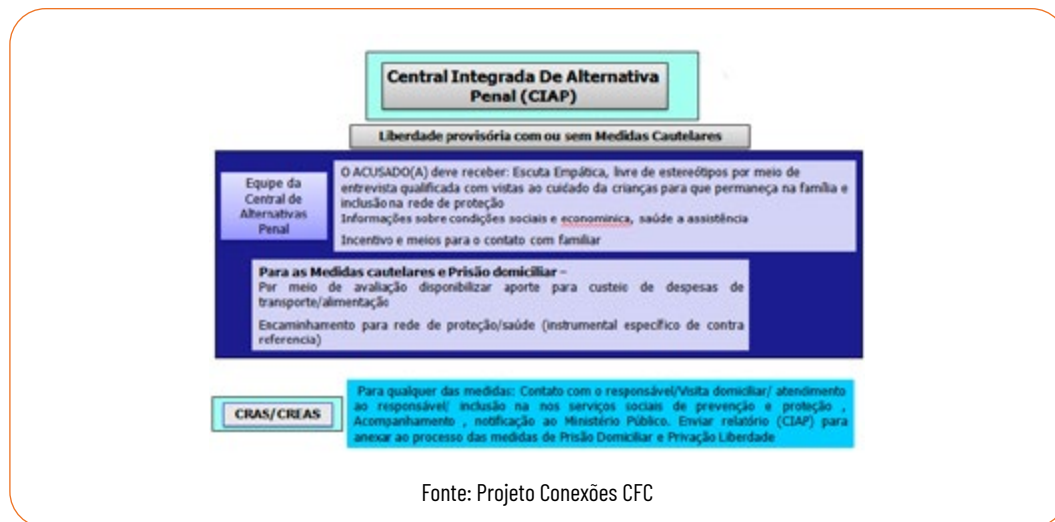 Central Integrada De Alternativa
Penal (CIAP)
Liberdade provisória com ou sem Medidas Cautelares
Equipe da
Central de
Alternativas
Penal
O ACUSADO(A) deve receber: Escuta Empática, livre de estereótipos por meio de
entrevista qualificada com vistas ao cuidado da crianças para que permaneça na família e
inclusão na rede de proteção
Informações sobre condições sociais e econominica, saúde a assistência
Incentivo e meios para o contato com familiar
Para as Medidas cautelares e Prisão domiciliar –
Por meio de avaliação disponibilizar aporte para custeio de despesas de
transporte/alimentação
Encaminhamento para rede de proteção/saúde (instrumental específico de contra
referencia)
CRAS/CREAS
Para qualquer das medidas: Contato com o responsável/Visita domiciliar/ atendimento
ao responsável/ inclusão na nos serviços sociais de prevenção e proteção ,
Acompanhamento , notificação ao Ministério Público. Enviar relatório (CIAP) para
anexar ao processo das medidas de Prisão Domiciliar e Privação Liberdade
Fonte: Projeto Conexões CFC